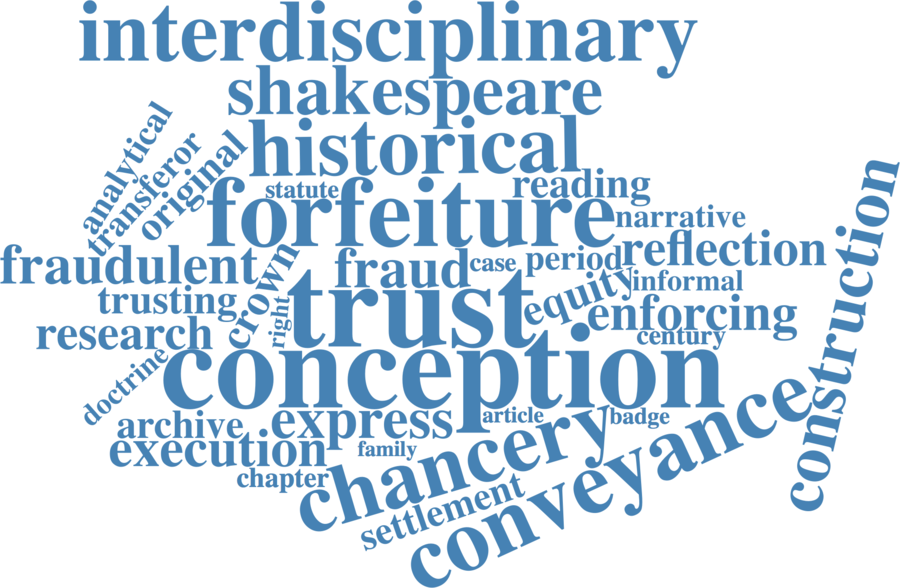 interdisciplinary
shakespeare
analytical
transferor
original
historical
statute
reading
forfeiture
narrative
construction
fraudulent
crown
fraud
case
period
reflection
trusting
right
trust
equity
informal
research
enforcing
century
doctrine
conception
archive
express
article
badge
execution
family
chancery
conveyance
chapter
settlement